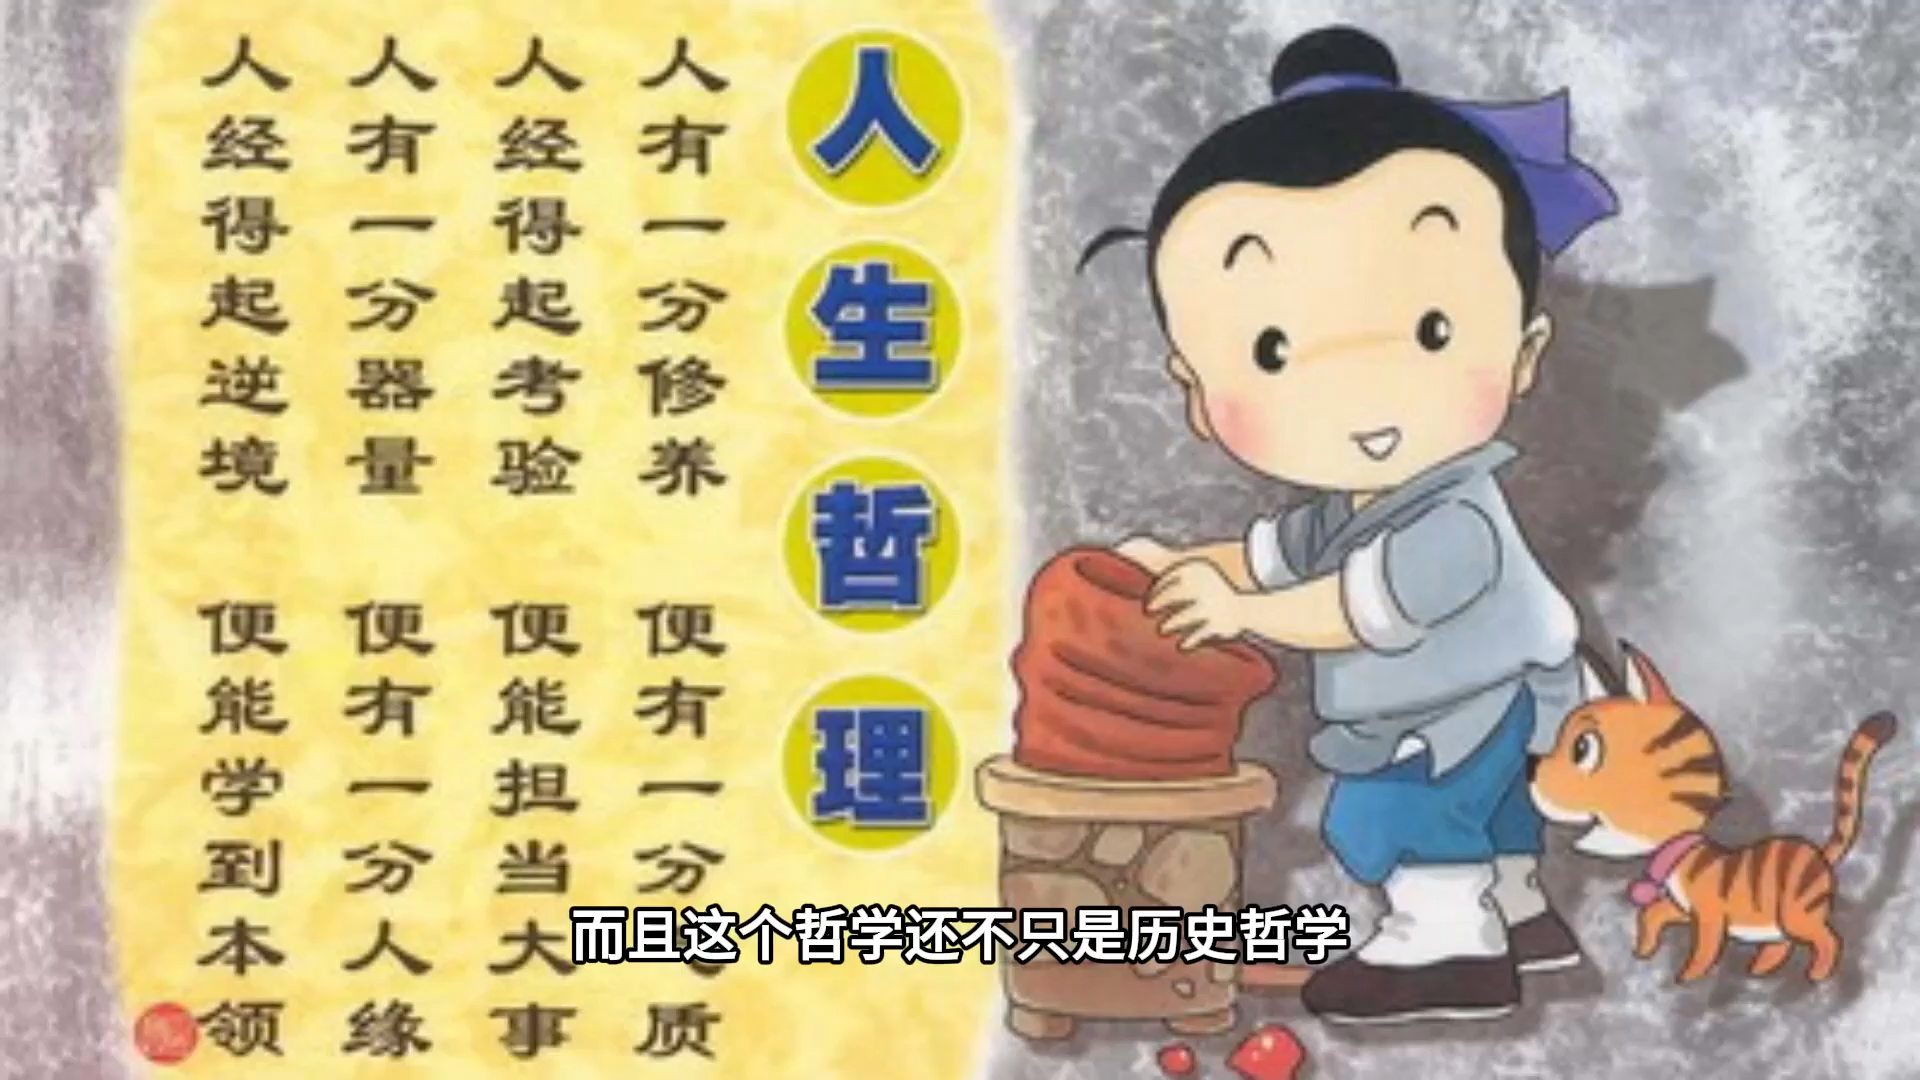 人生哲理
人有一分修养
便有一分质
人经得起考验
便能担当大事
人有一分器量
便有一分人缘
人经得起逆境
便能学到本领
而且这个哲学还不只是历史哲学